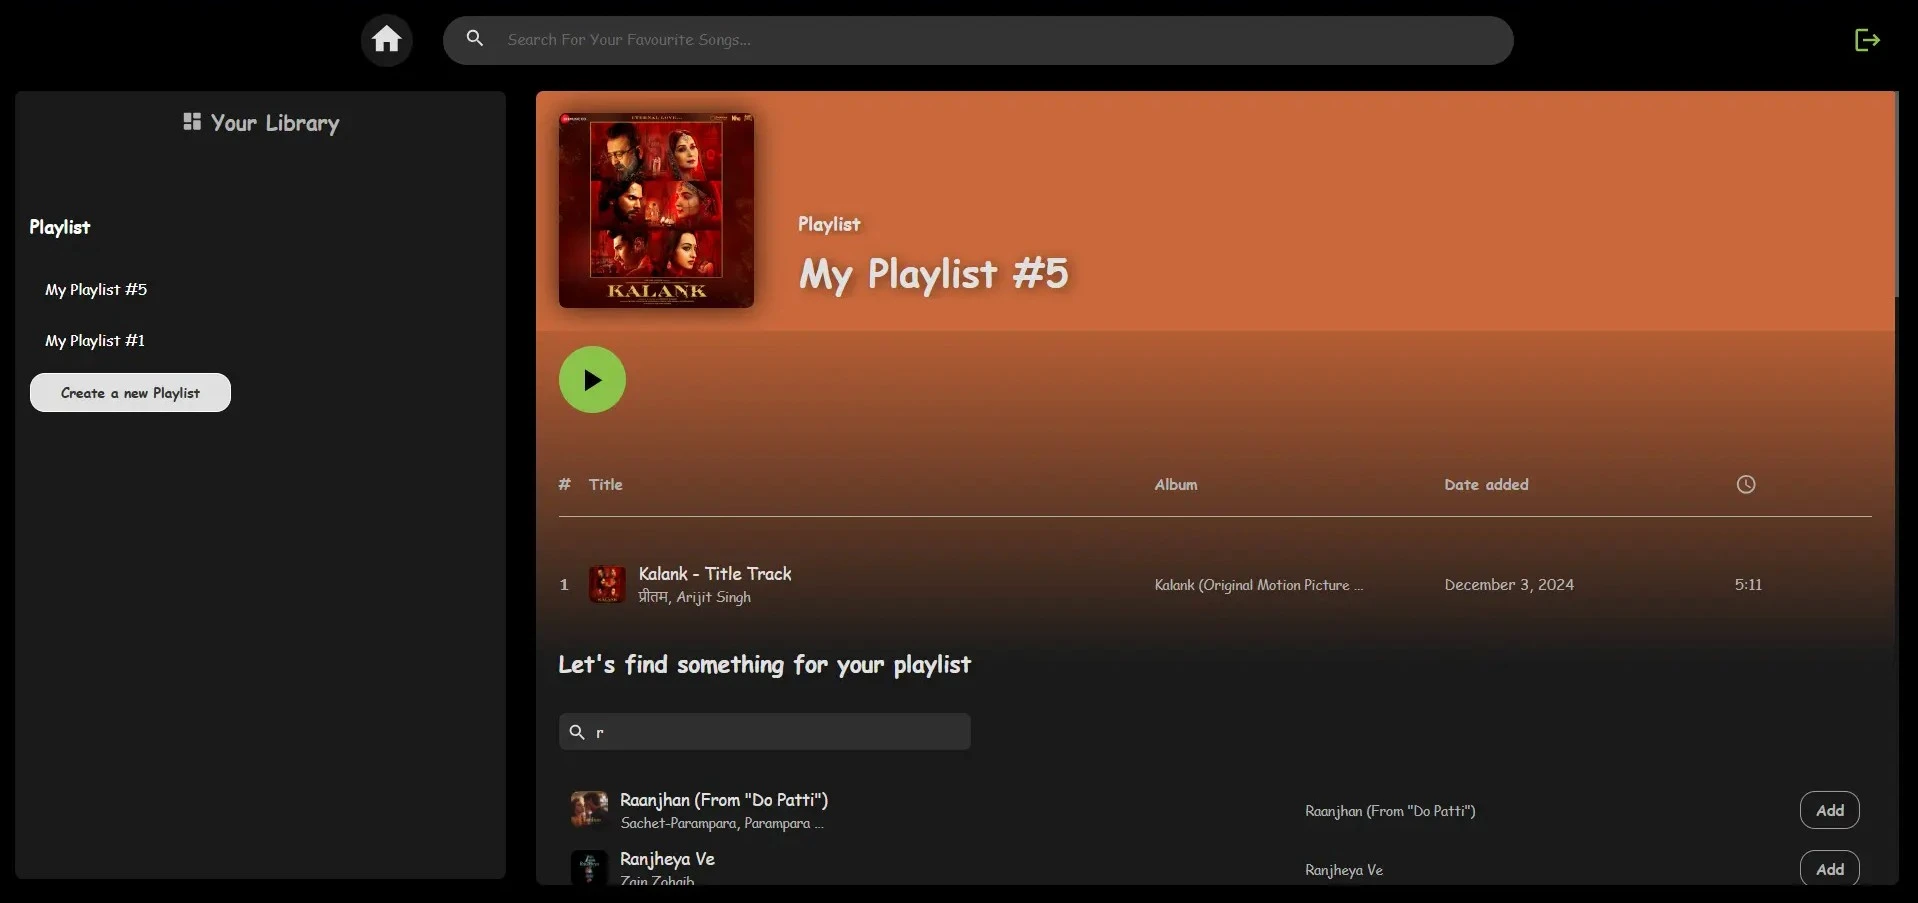 Search For Your Favourite Songs...
Your Library
Playlist
My Playlist #5
My Playlist #1
Create a new Playlist
ETERNAL LOVE...
KALANK
Playlist
My Playlist #5
# Title Album Date added
1 Kalank - Title Track Kalank (Original Motion Picture ... December 3, 2024 5:11
प्रीतम, Arijit Singh
Let's find something for your playlist
r
Raanjhan (From "Do Patti") Raanjhan (From "Do Patti") Add
Sachet-Parampara, Parampara ...
Ranjheya Ve Ranjheya Ve Add
Zain Zohaib